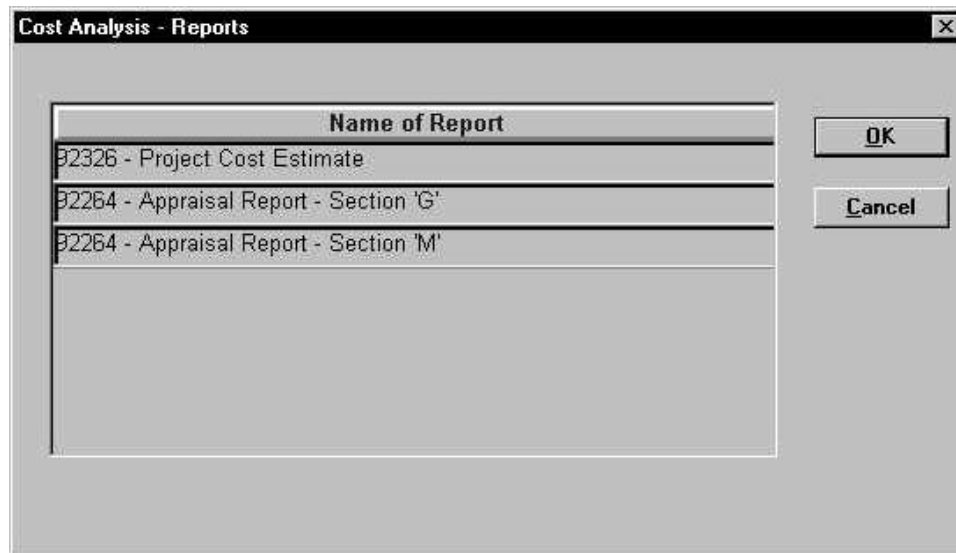 Cost Analysis - Reports
Name of Report
92326 - Project Cost Estimate
92264 - Appraisal Report - Section 'G'
92264 - Appraisal Report - Section 'M'
OK
Cancel